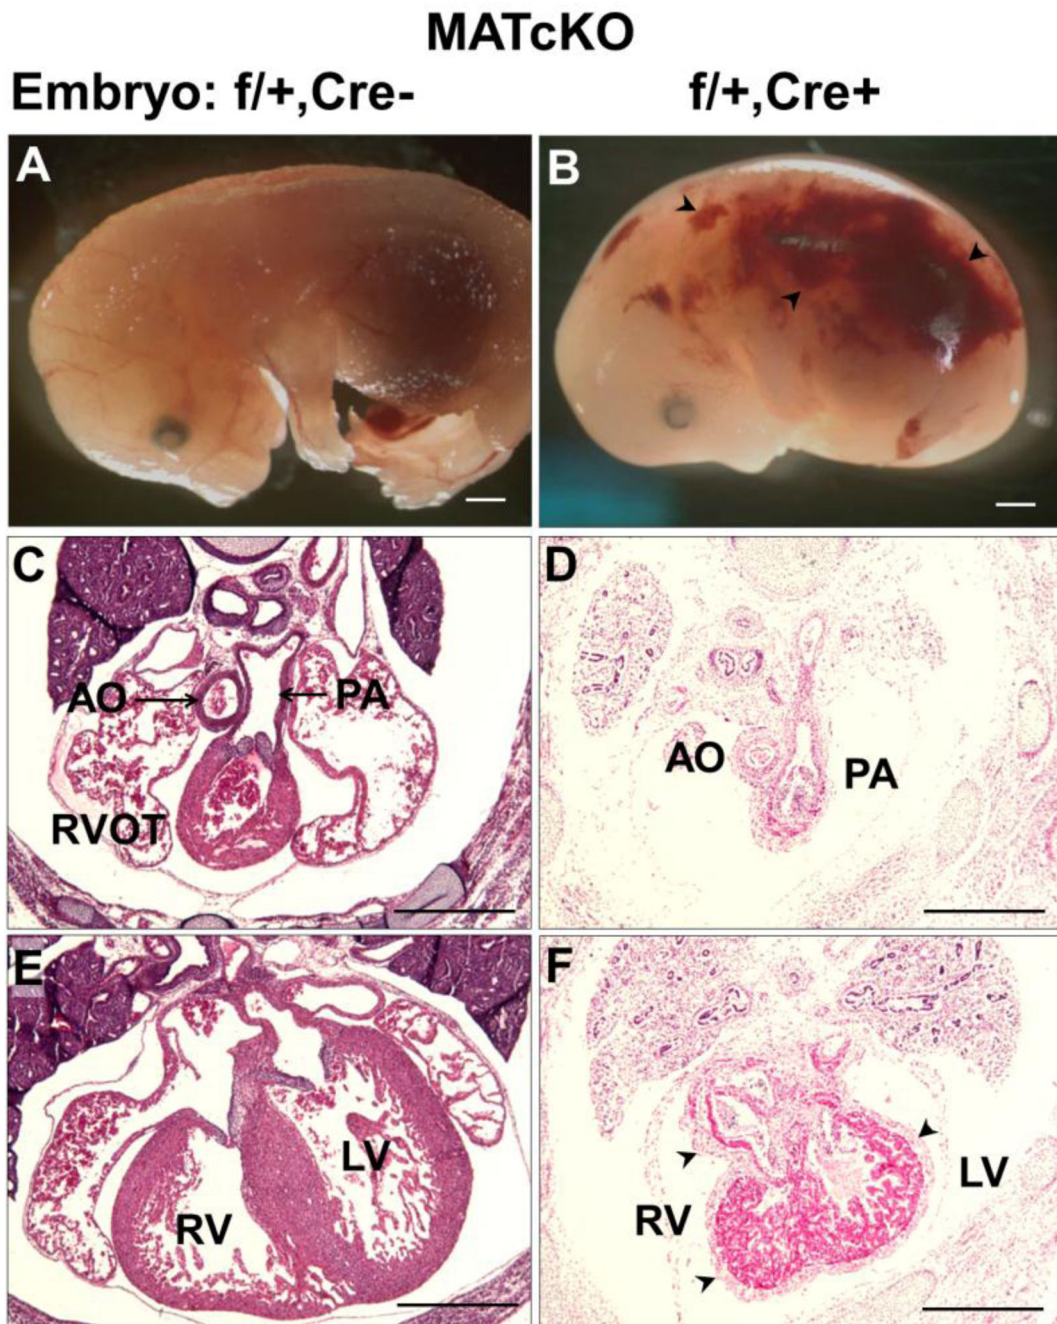 MATcKO
Embryo: f/+,Cre- f/+,Cre+
A
B
C
AO
PA
RVOT
D
AO
PA
E
LV
RV
F
LV
RV